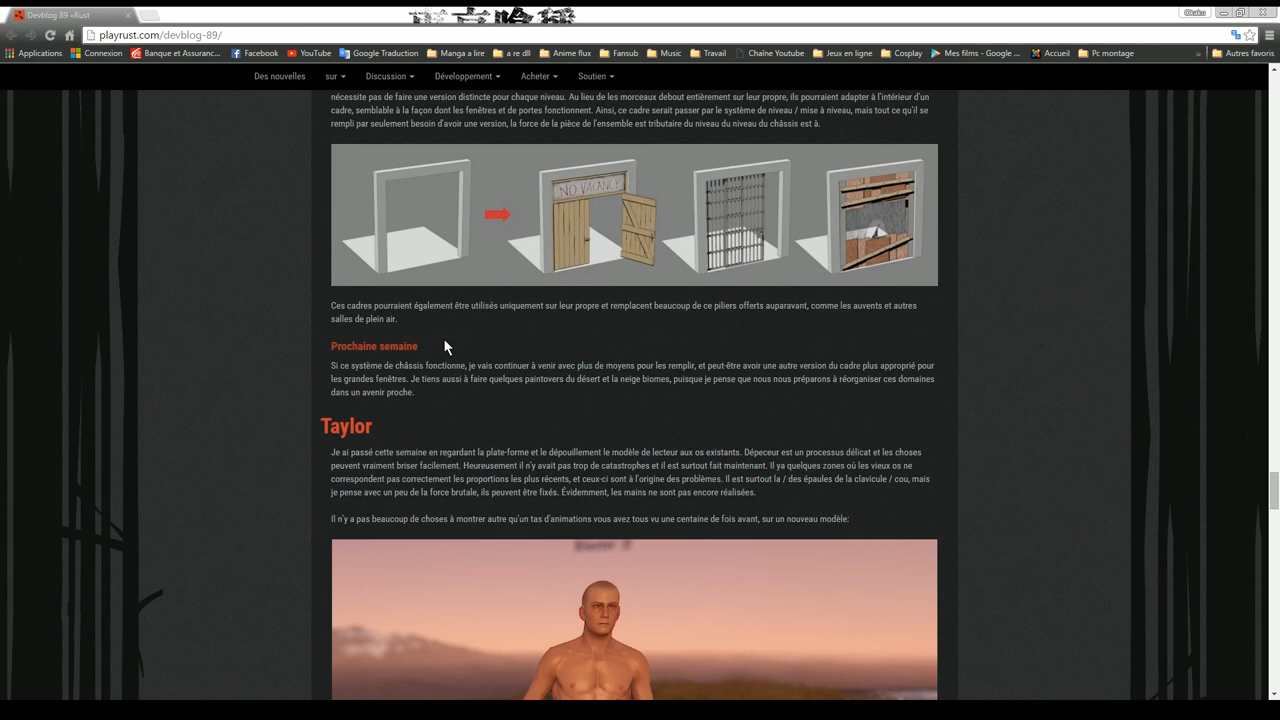 Devblog 89 «Rust
Okaku
playrust.com/devblog-89/
Applications Connexion Banque et Assuranc... Facebook YouTube Google Traduction Manga a lire a re dll Anime flux Fansub Music Travail Chaîne Youtube Jeux en ligne Cosplay Mes films - Google ... Accueil Pc montage » Autres favoris
Des nouvelles sur Discussion Développement Acheter Soutien
nécessite pas de faire une version distincte pour chaque niveau. Au lieu de les morceaux debout entièrement sur leur propre, ils pourraient adapter à l'intérieur d'un
cadre, semblable à la façon dont les fenêtres et de portes fonctionnent. Ainsi, ce cadre serait passer par le système de niveau / mise à niveau, mais tout ce qu'il se
rempli par seulement besoin d'avoir une version, la force de la pièce de l'ensemble est tributaire du niveau du niveau du châssis est à.
NO VACANCY
Ces cadres pourraient également être utilisés uniquement sur leur propre et remplacent beaucoup de ce piliers offerts auparavant, comme les auvents et autres
salles de plein air.
Prochaine semaine
Si ce système de châssis fonctionne, je vais continuer à venir avec plus de moyens pour les remplir, et peut-être avoir une autre version du cadre plus approprié pour
les grandes fenêtres. Je tiens aussi à faire quelques paintovers du désert et la neige biomes, puisque je pense que nous nous préparons à réorganiser ces domaines
dans un avenir proche.
Taylor
Je ai passé cette semaine en regardant la plate-forme et le dépouillement le modèle de lecteur aux os existants. Dépeceur est un processus délicat et les choses
peuvent vraiment briser facilement. Heureusement il n'y avait pas trop de catastrophes et il est surtout fait maintenant. Il ya quelques zones où les vieux os ne
correspondent pas correctement les proportions les plus récents, et ceux-ci sont à l'origine des problèmes. Il est surtout la / des épaules de la clavicule / cou, mais
je pense avec un peu de la force brutale, ils peuvent être fixés. Évidemment, les mains ne sont pas encore réalisées.
Il n'y a pas beaucoup de choses à montrer autre qu'un tas d'animations vous avez tous vu une centaine de fois avant, sur un nouveau modèle: